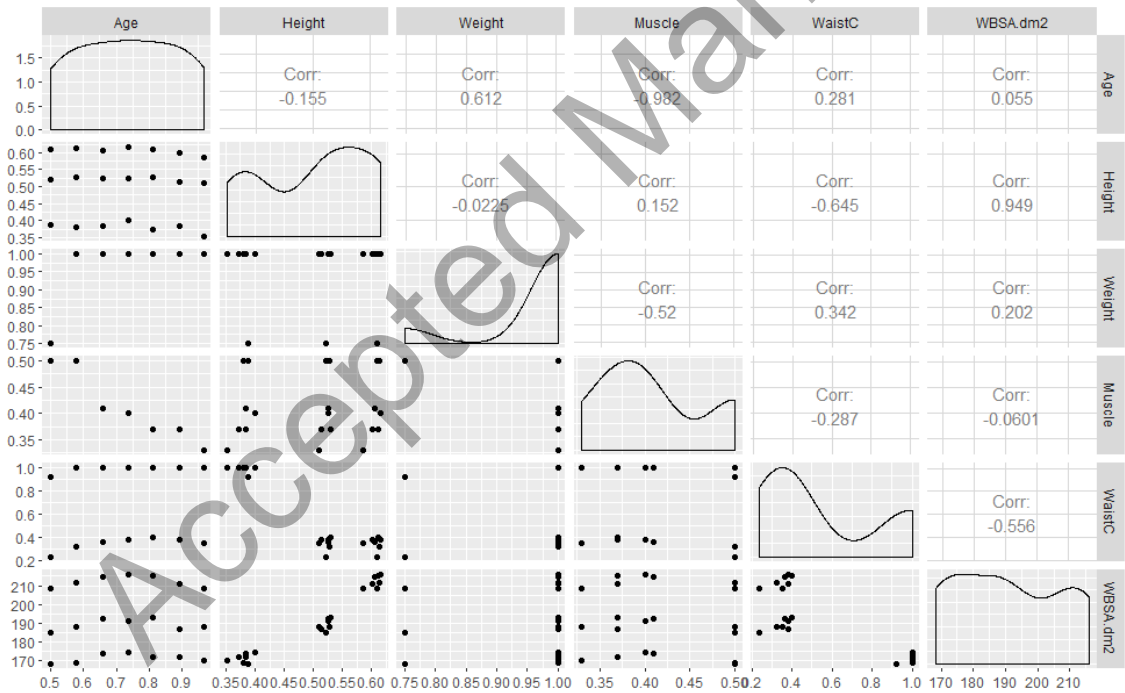 Age Height Weight Muscle WaistC WBSA.dm2
1.5
1.0
0.5
0.0
Corr:
-0.155
Corr:
0.612
Corr:
-0.982
Corr:
0.281
Corr:
0.055
Age
0.60
0.55
0.50
0.45
0.40
0.35
Corr:
-0.0225
Corr:
0.152
Corr:
-0.645
Corr:
0.949
Height
1.00
0.95
0.90
0.85
0.80
0.75
Corr:
-0.52
Corr:
0.342
Corr:
0.202
Weight
0.50
0.45
0.40
0.35
Corr:
-0.287
Corr:
-0.0601
Muscle
1.0
0.8
0.6
0.4
0.2
Corr:
-0.556
WaistC
210
200
190
180
170
WBSA.dm2
0.5 0.6 0.7 0.8 0.9 0.35 0.40 0.45 0.50 0.55 0.60 0.75 0.80 0.85 0.90 0.95 1.00 0.35 0.40 0.45 0.50 0.2 0.4 0.6 0.8 1.0 170 180 190 200 210
Accepted